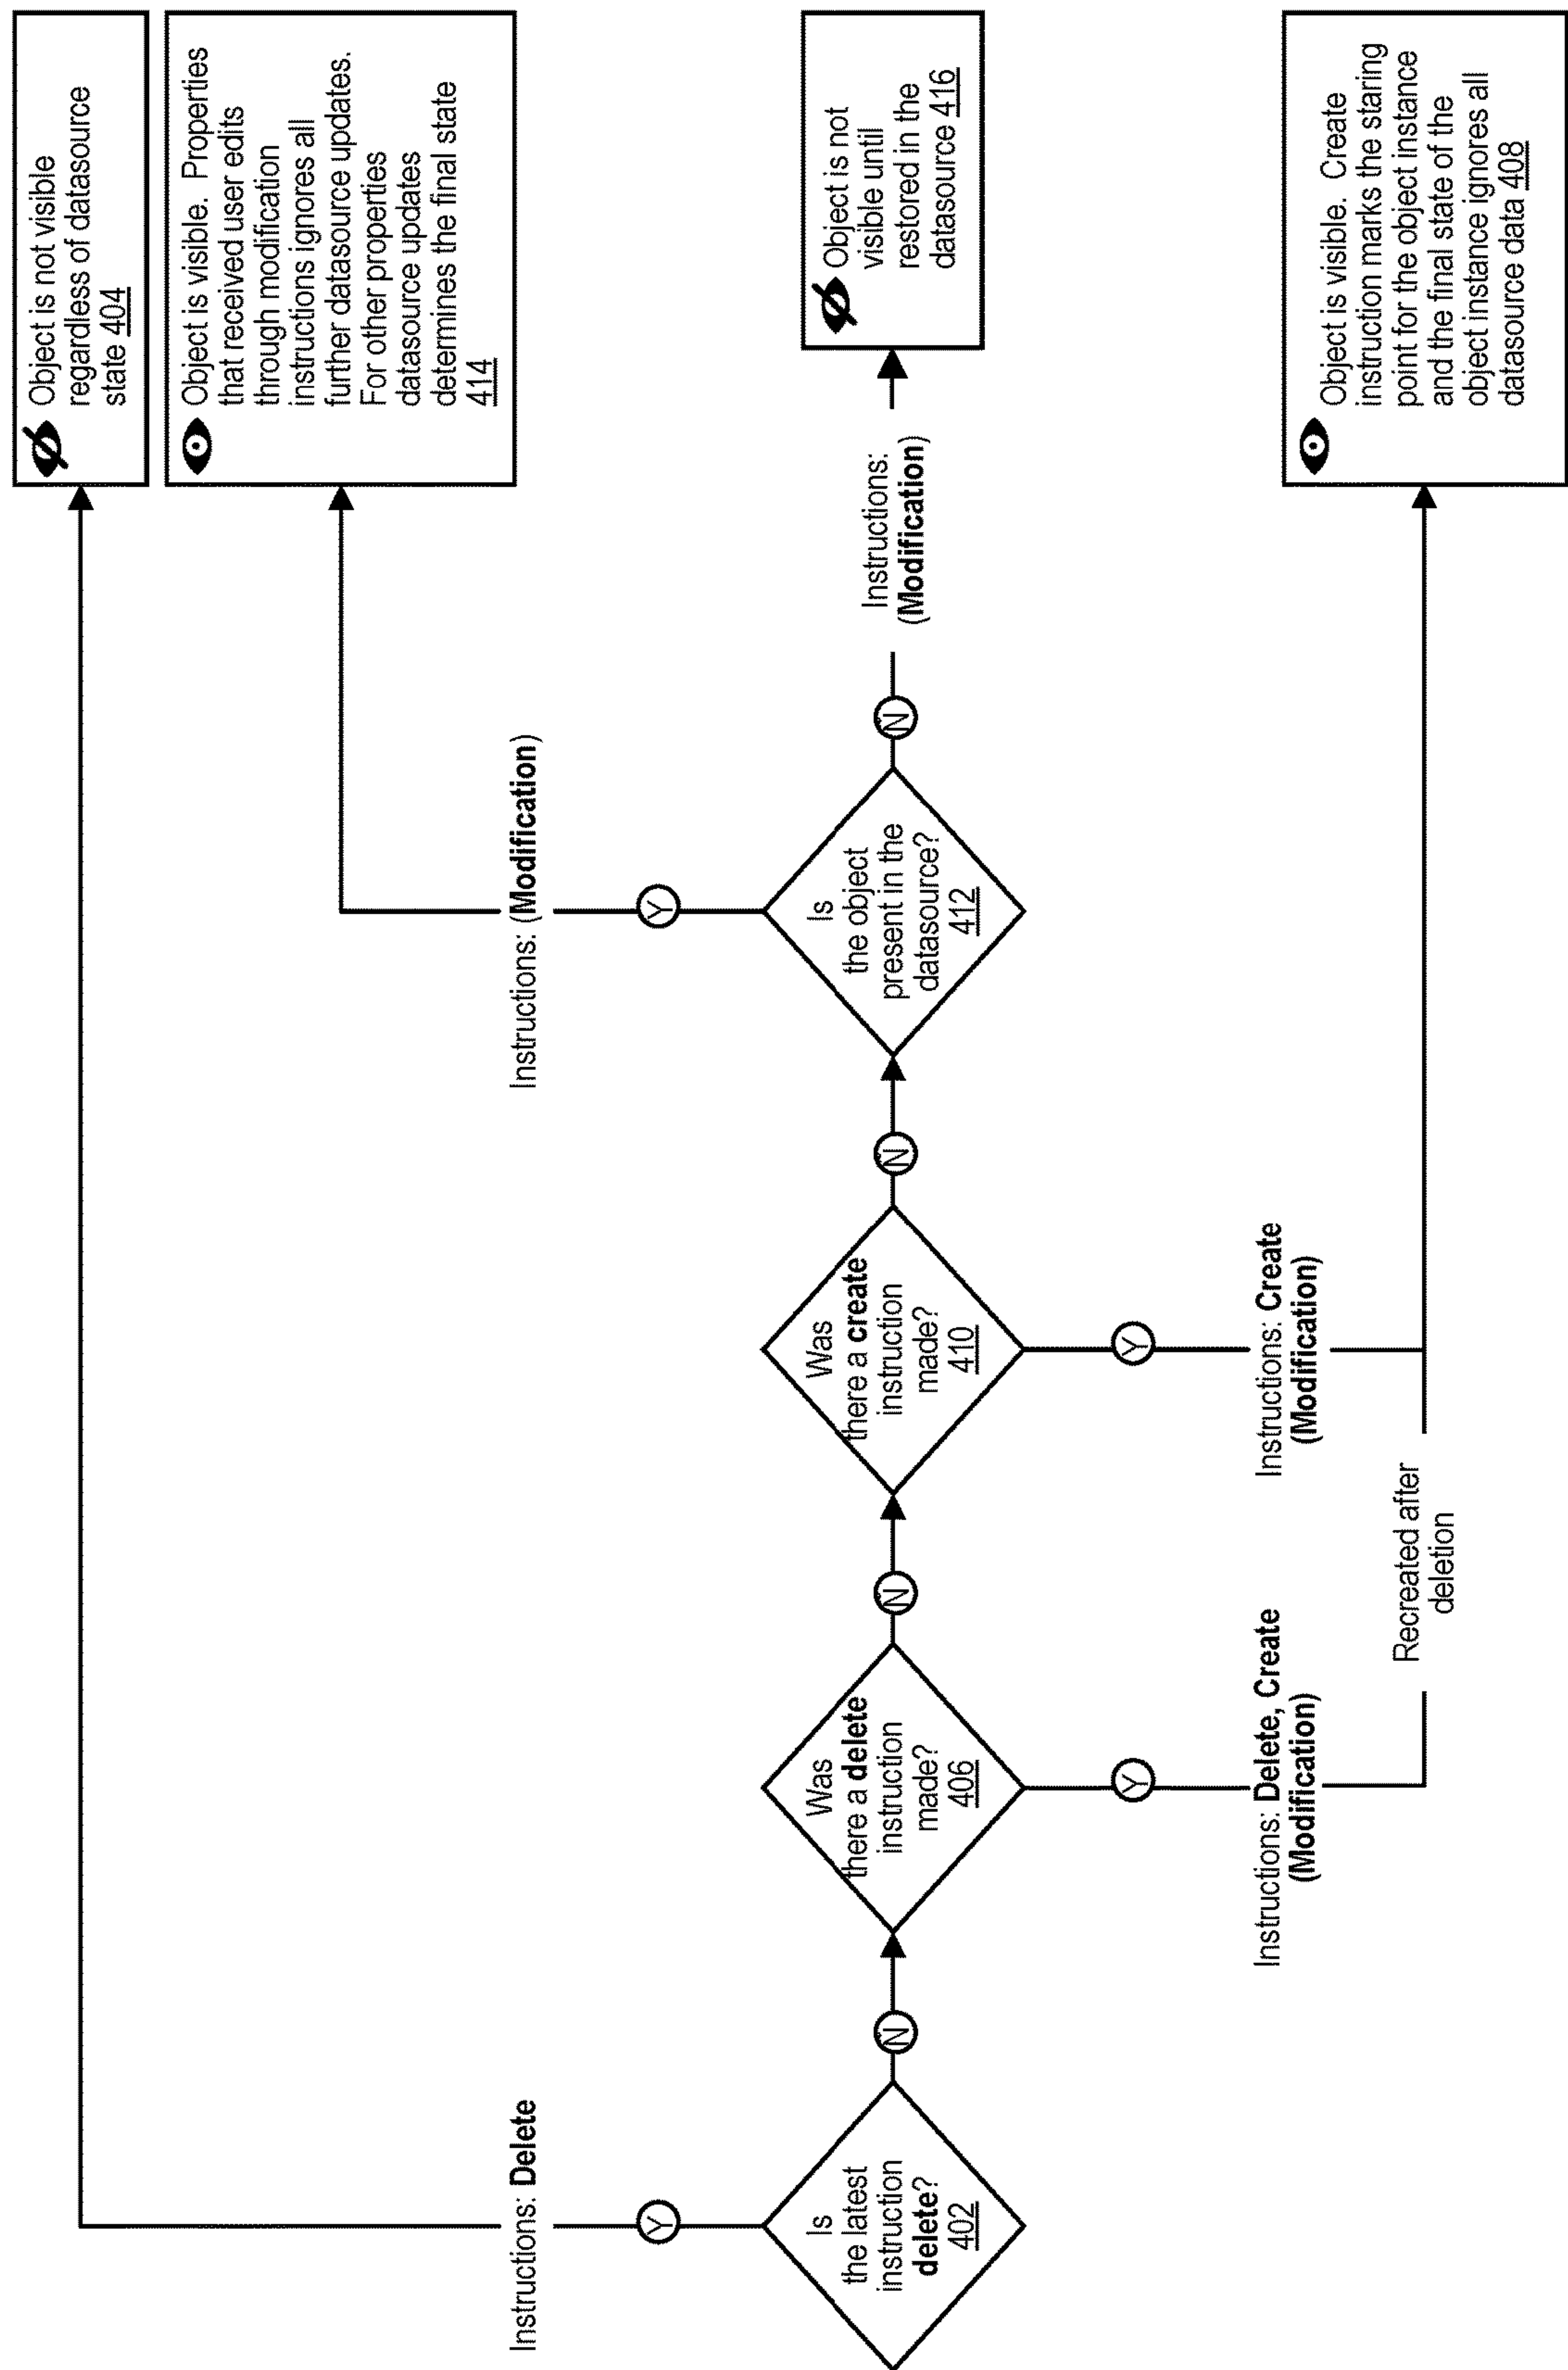 Is
the latest
instruction
delete?
402
Y
Instructions: Delete
Object is not visible
regardless of datasource
state 404
N
Was
there a delete
instruction
made?
406
Y
Instructions: Delete, Create
(Modification)
Recreated after
deletion
N
Was
there a create
instruction
made?
410
Y
Instructions: Create
(Modification)
Object is visible. Create
instruction marks the staring
point for the object instance
and the final state of the
object instance ignores all
datasource data 408
N
Is
the object
present in the
datasource?
412
Y
Instructions: (Modification)
Object is visible. Properties
that received user edits
through modification
instructions ignores all
further datasource updates.
For other properties
datasource updates
determines the final state
414
N
Instructions:
(Modification)
Object is not
visible until
restored in the
datasource 416